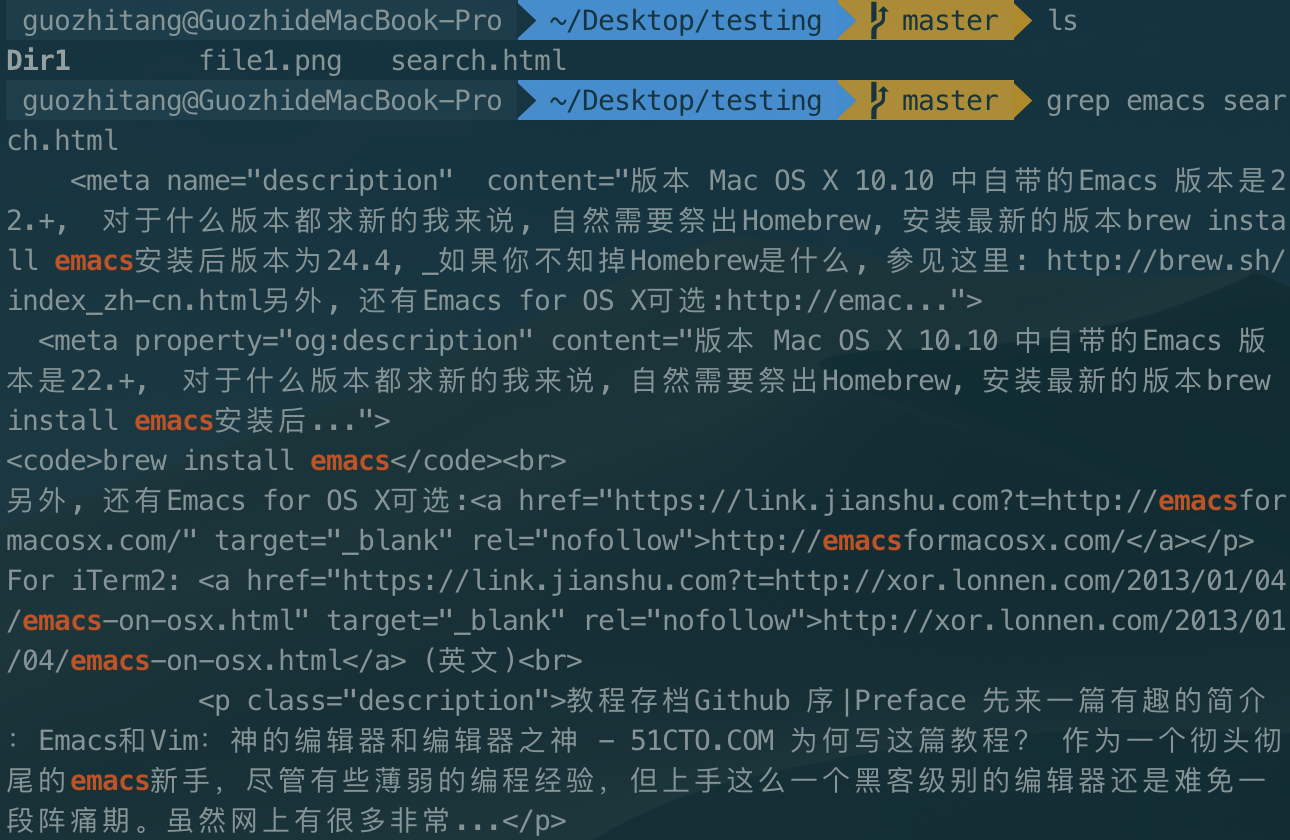 guozhitang@GuozhideMacBook-Pro ~/Desktop/testing master ls
Dir1 file1.png search.html
guozhitang@GuozhideMacBook-Pro ~/Desktop/testing master grep emacs sear
ch.html
<meta name="description"  content="版本 Mac OS X 10.10 中自带的Emacs 版本是2
2.+,  对于什么版本都求新的我来说,自然需要祭出Homebrew, 安装最新的版本brew insta
ll emacs安装后版本为24.4, _如果你不知掉Homebrew是什么, 参见这里: http://brew.sh/
index_zh-cn.html另外, 还有Emacs for OS X可选:http://emac...">
<meta property="og:description" content="版本 Mac OS X 10.10 中自带的Emacs 版
本是22.+,  对于什么版本都求新的我来说,自然需要祭出Homebrew, 安装最新的版本brew
install emacs安装后...">
<code>brew install emacs</code><br>
另外, 还有Emacs for OS X可选:<a href="https://link.jianshu.com?t=http://emacsfor
macosx.com/" target="_blank" rel="nofollow">http://emacsformacosx.com/</a></p>
For iTerm2: <a href="https://link.jianshu.com?t=http://xor.lonnen.com/2013/01/04
/emacs-on-osx.html" target="_blank" rel="nofollow">http://xor.lonnen.com/2013/01
/04/emacs-on-osx.html</a> (英文)<br>
<p class="description">教程存档Github 序|Preface 先来一篇有趣的简介
：Emacs和Vim：神的编辑器和编辑器之神 – 51CTO.COM 为何写这篇教程？ 作为一个彻头彻
尾的emacs新手，尽管有些薄弱的编程经验，但上手这么一个黑客级别的编辑器还是难免一
段阵痛期。虽然网上有很多非常...</p>